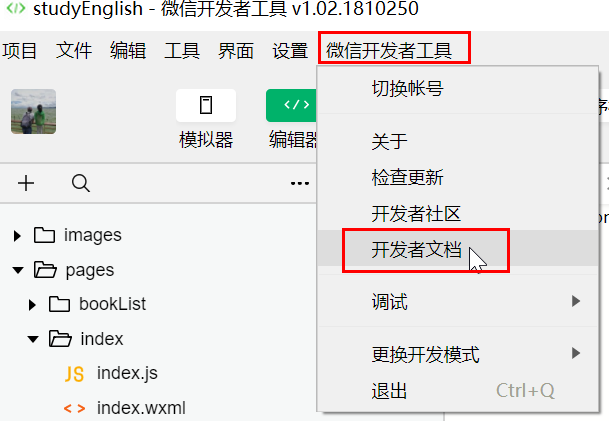 studyEnglish - 微信开发者工具 v1.02.1810250
项目 文件 编辑 工具 界面 设置 微信开发者工具
切换帐号
模拟器
编辑器
关于
检查更新
开发者社区
开发者文档
调试
更换开发模式
退出 Ctrl+Q
images
pages
bookList
index
JS index.js
index.wxml